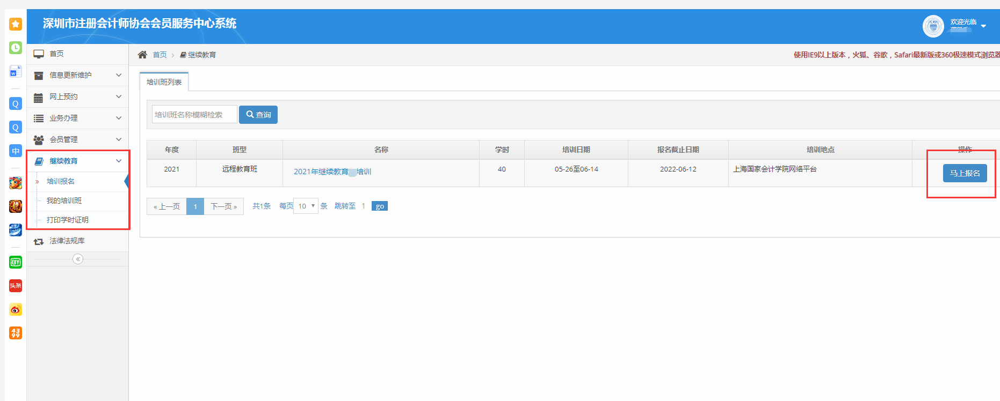 深圳市注册会计师协会会员服务中心系统
欢迎光临
首页
信息更新维护
网上预约
业务办理
会员管理
继续教育
培训报名
我的培训班
打印学时证明
法律法规库
首页 继续教育
使用IE9以上版本，火狐、谷歌，Safari最新版或360极速模式浏览器
培训班列表
培训班名称模糊检索 查询
年度 班型 名称 学时 培训日期 报名截止日期 培训地点 操作
2021 远程教育班 2021年继续教育 培训 40 05-26至06-14 2022-06-12 上海国家会计学院网络平台 马上报名
« 上一页 1 下一页 » 共1条 每页 10 条 跳转至 1 go
W
Q
Q
中
QIY
头条
43
99